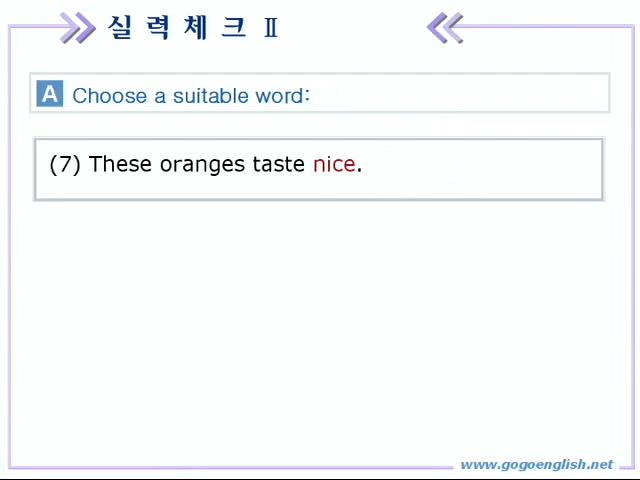 실 력 체 크 Ⅱ
A Choose a suitable word:
(7) These oranges taste nice.
www.gogoenglish.net